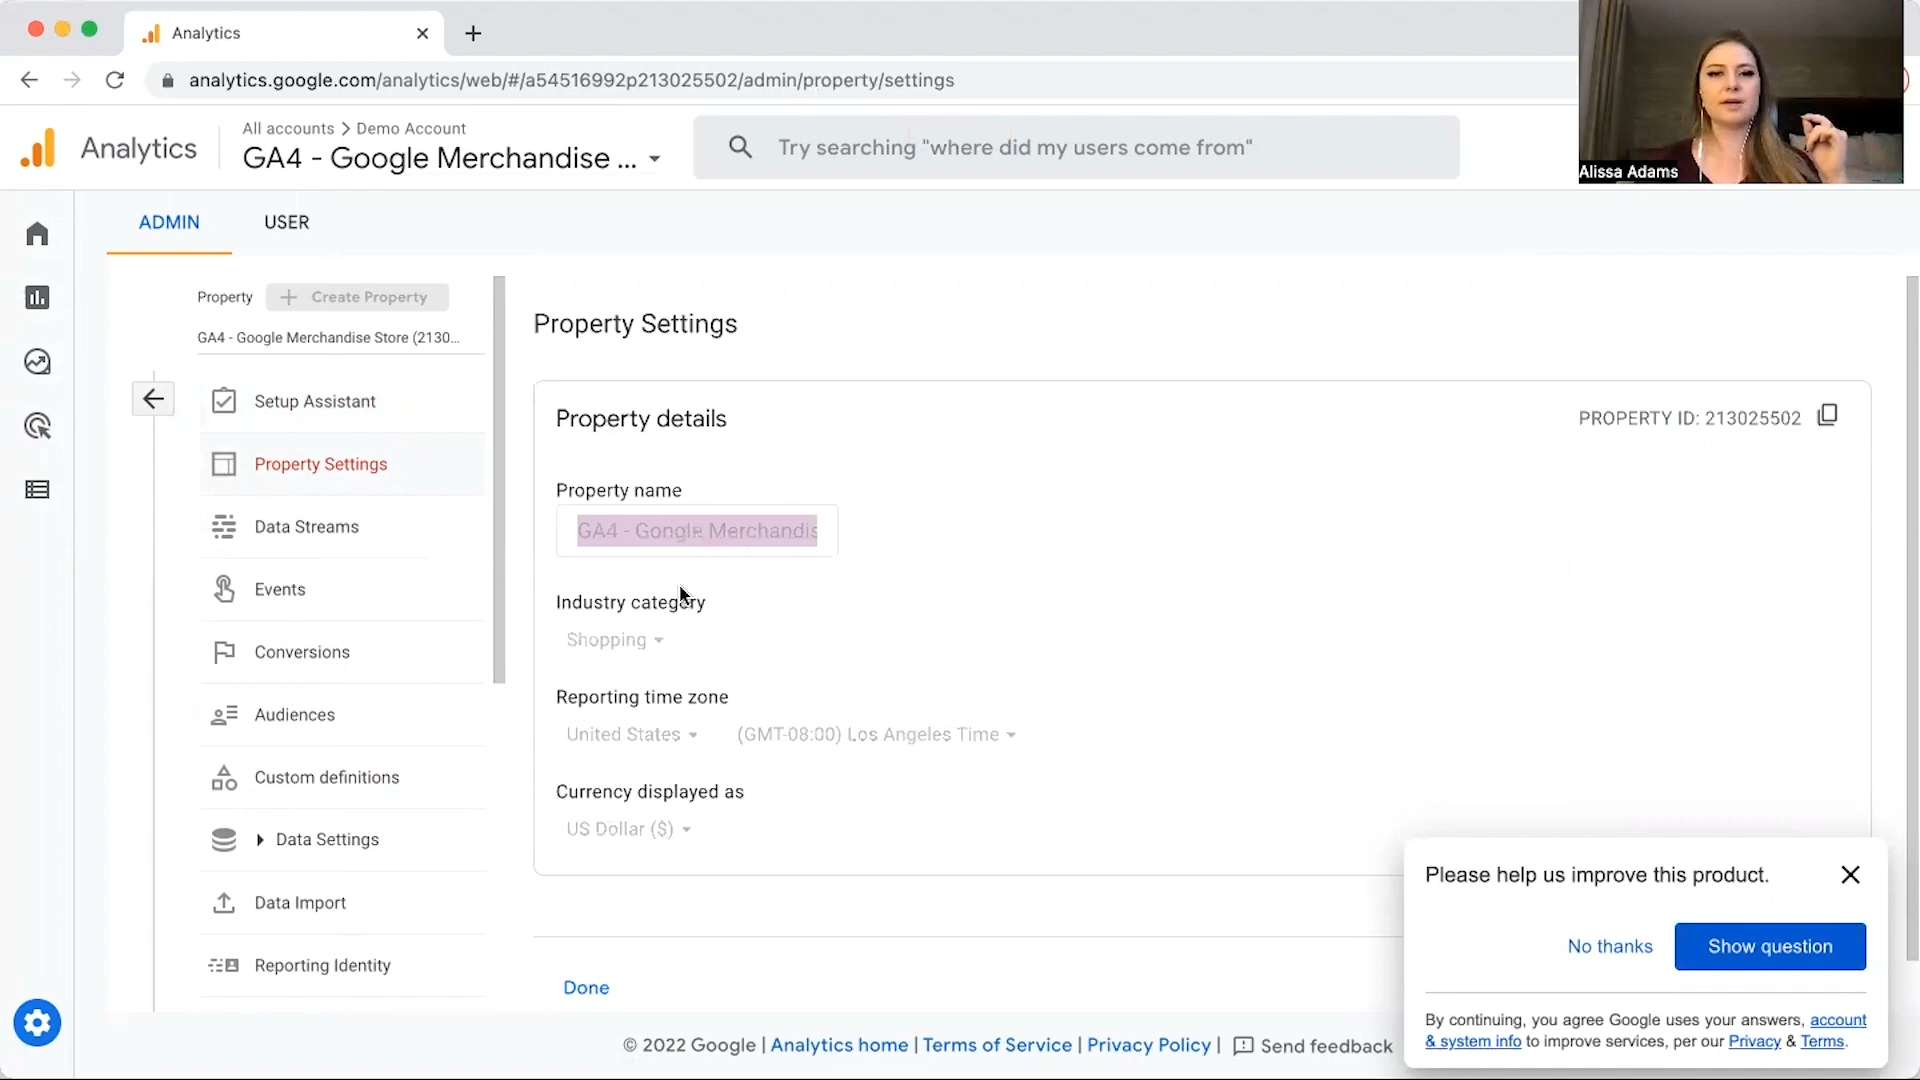 Analytics
analytics.google.com/analytics/web/#/a54516992p213025502/admin/property/settings
Alissa Adams
Analytics
All accounts > Demo Account
GA4 - Google Merchandise ...
Try searching "where did my users come from"
ADMIN
USER
Property
+ Create Property
GA4 - Google Merchandise Store (2130...
Setup Assistant
Property Settings
Data Streams
Events
Conversions
Audiences
Custom definitions
Data Settings
Data Import
Reporting Identity
Property Settings
Property details
PROPERTY ID: 213025502
Property name
GA4 - Google Merchandis
Industry category
Shopping
Reporting time zone
United States
(GMT-08:00) Los Angeles Time
Currency displayed as
US Dollar ($)
Done
Please help us improve this product.
No thanks
Show question
By continuing, you agree Google uses your answers, account
& system info to improve services, per our Privacy & Terms.
© 2022 Google | Analytics home | Terms of Service | Privacy Policy | Send feedback